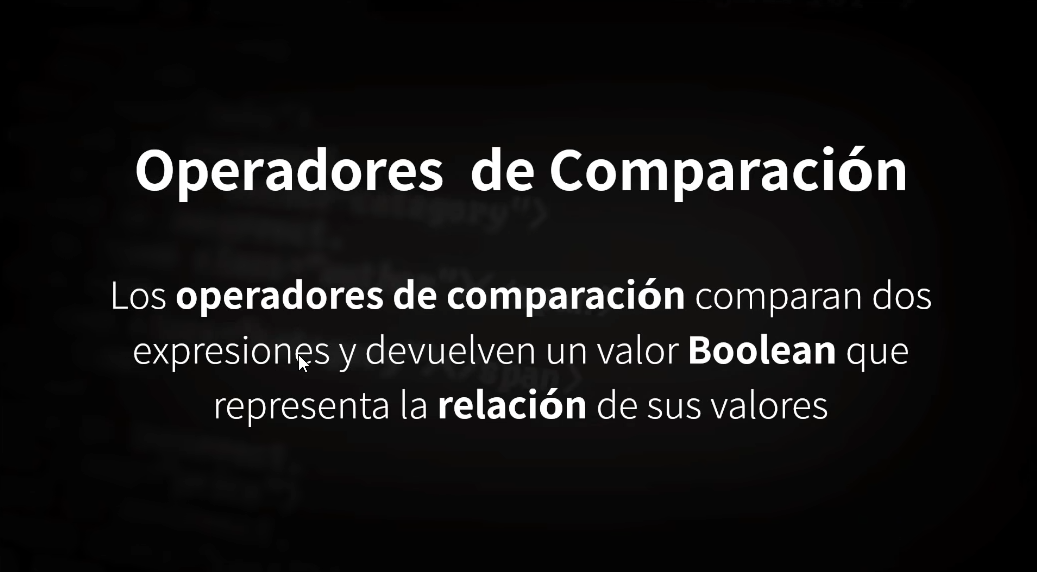 Operadores de Comparación
Los operadores de comparación comparan dos
expresiones y devuelven un valor Boolean que
representa la relación de sus valores